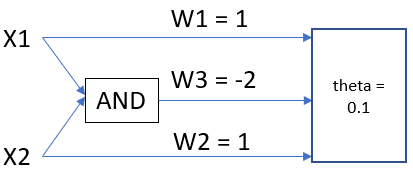 W1 = 1
X1
W3 = -2
AND
theta =
0.1
W2 = 1
X2